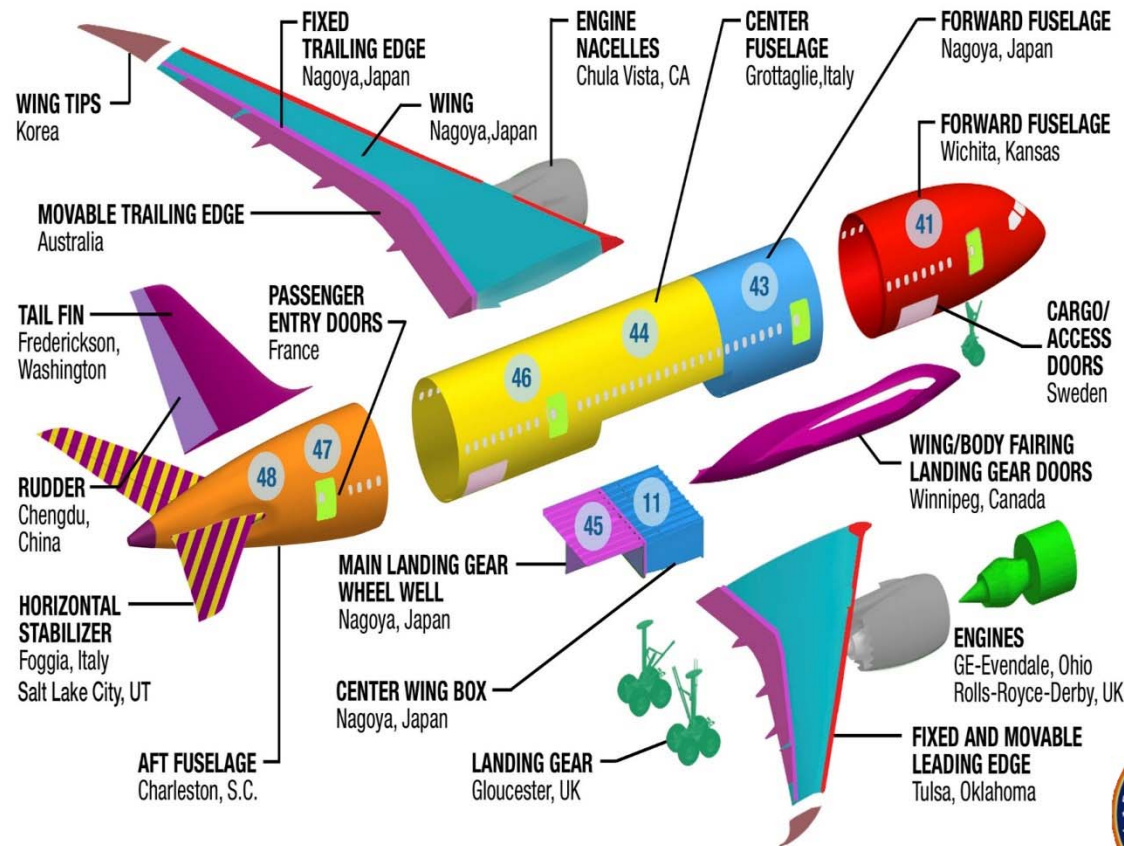 FIXED
TRAILING EDGE
Nagoya,Japan
ENGINE
NACELLES
Chula Vista, CA
CENTER
FUSELAGE
Grottaglie,Italy
FORWARD FUSELAGE
Nagoya, Japan
WING TIPS
Korea
WING
Nagoya,Japan
FORWARD FUSELAGE
Wichita, Kansas
MOVABLE TRAILING EDGE
Australia
41
43
44
46
47
48
TAIL FIN
Frederickson,
Washington
PASSENGER
ENTRY DOORS
France
CARGO/
ACCESS
DOORS
Sweden
RUDDER
Chengdu,
China
WING/BODY FAIRING
LANDING GEAR DOORS
Winnipeg, Canada
11
45
MAIN LANDING GEAR
WHEEL WELL
Nagoya, Japan
HORIZONTAL
STABILIZER
Foggia, Italy
Salt Lake City, UT
CENTER WING BOX
Nagoya, Japan
ENGINES
GE-Evendale, Ohio
Rolls-Royce-Derby, UK
AFT FUSELAGE
Charleston, S.C.
LANDING GEAR
Gloucester, UK
FIXED AND MOVABLE
LEADING EDGE
Tulsa, Oklahoma